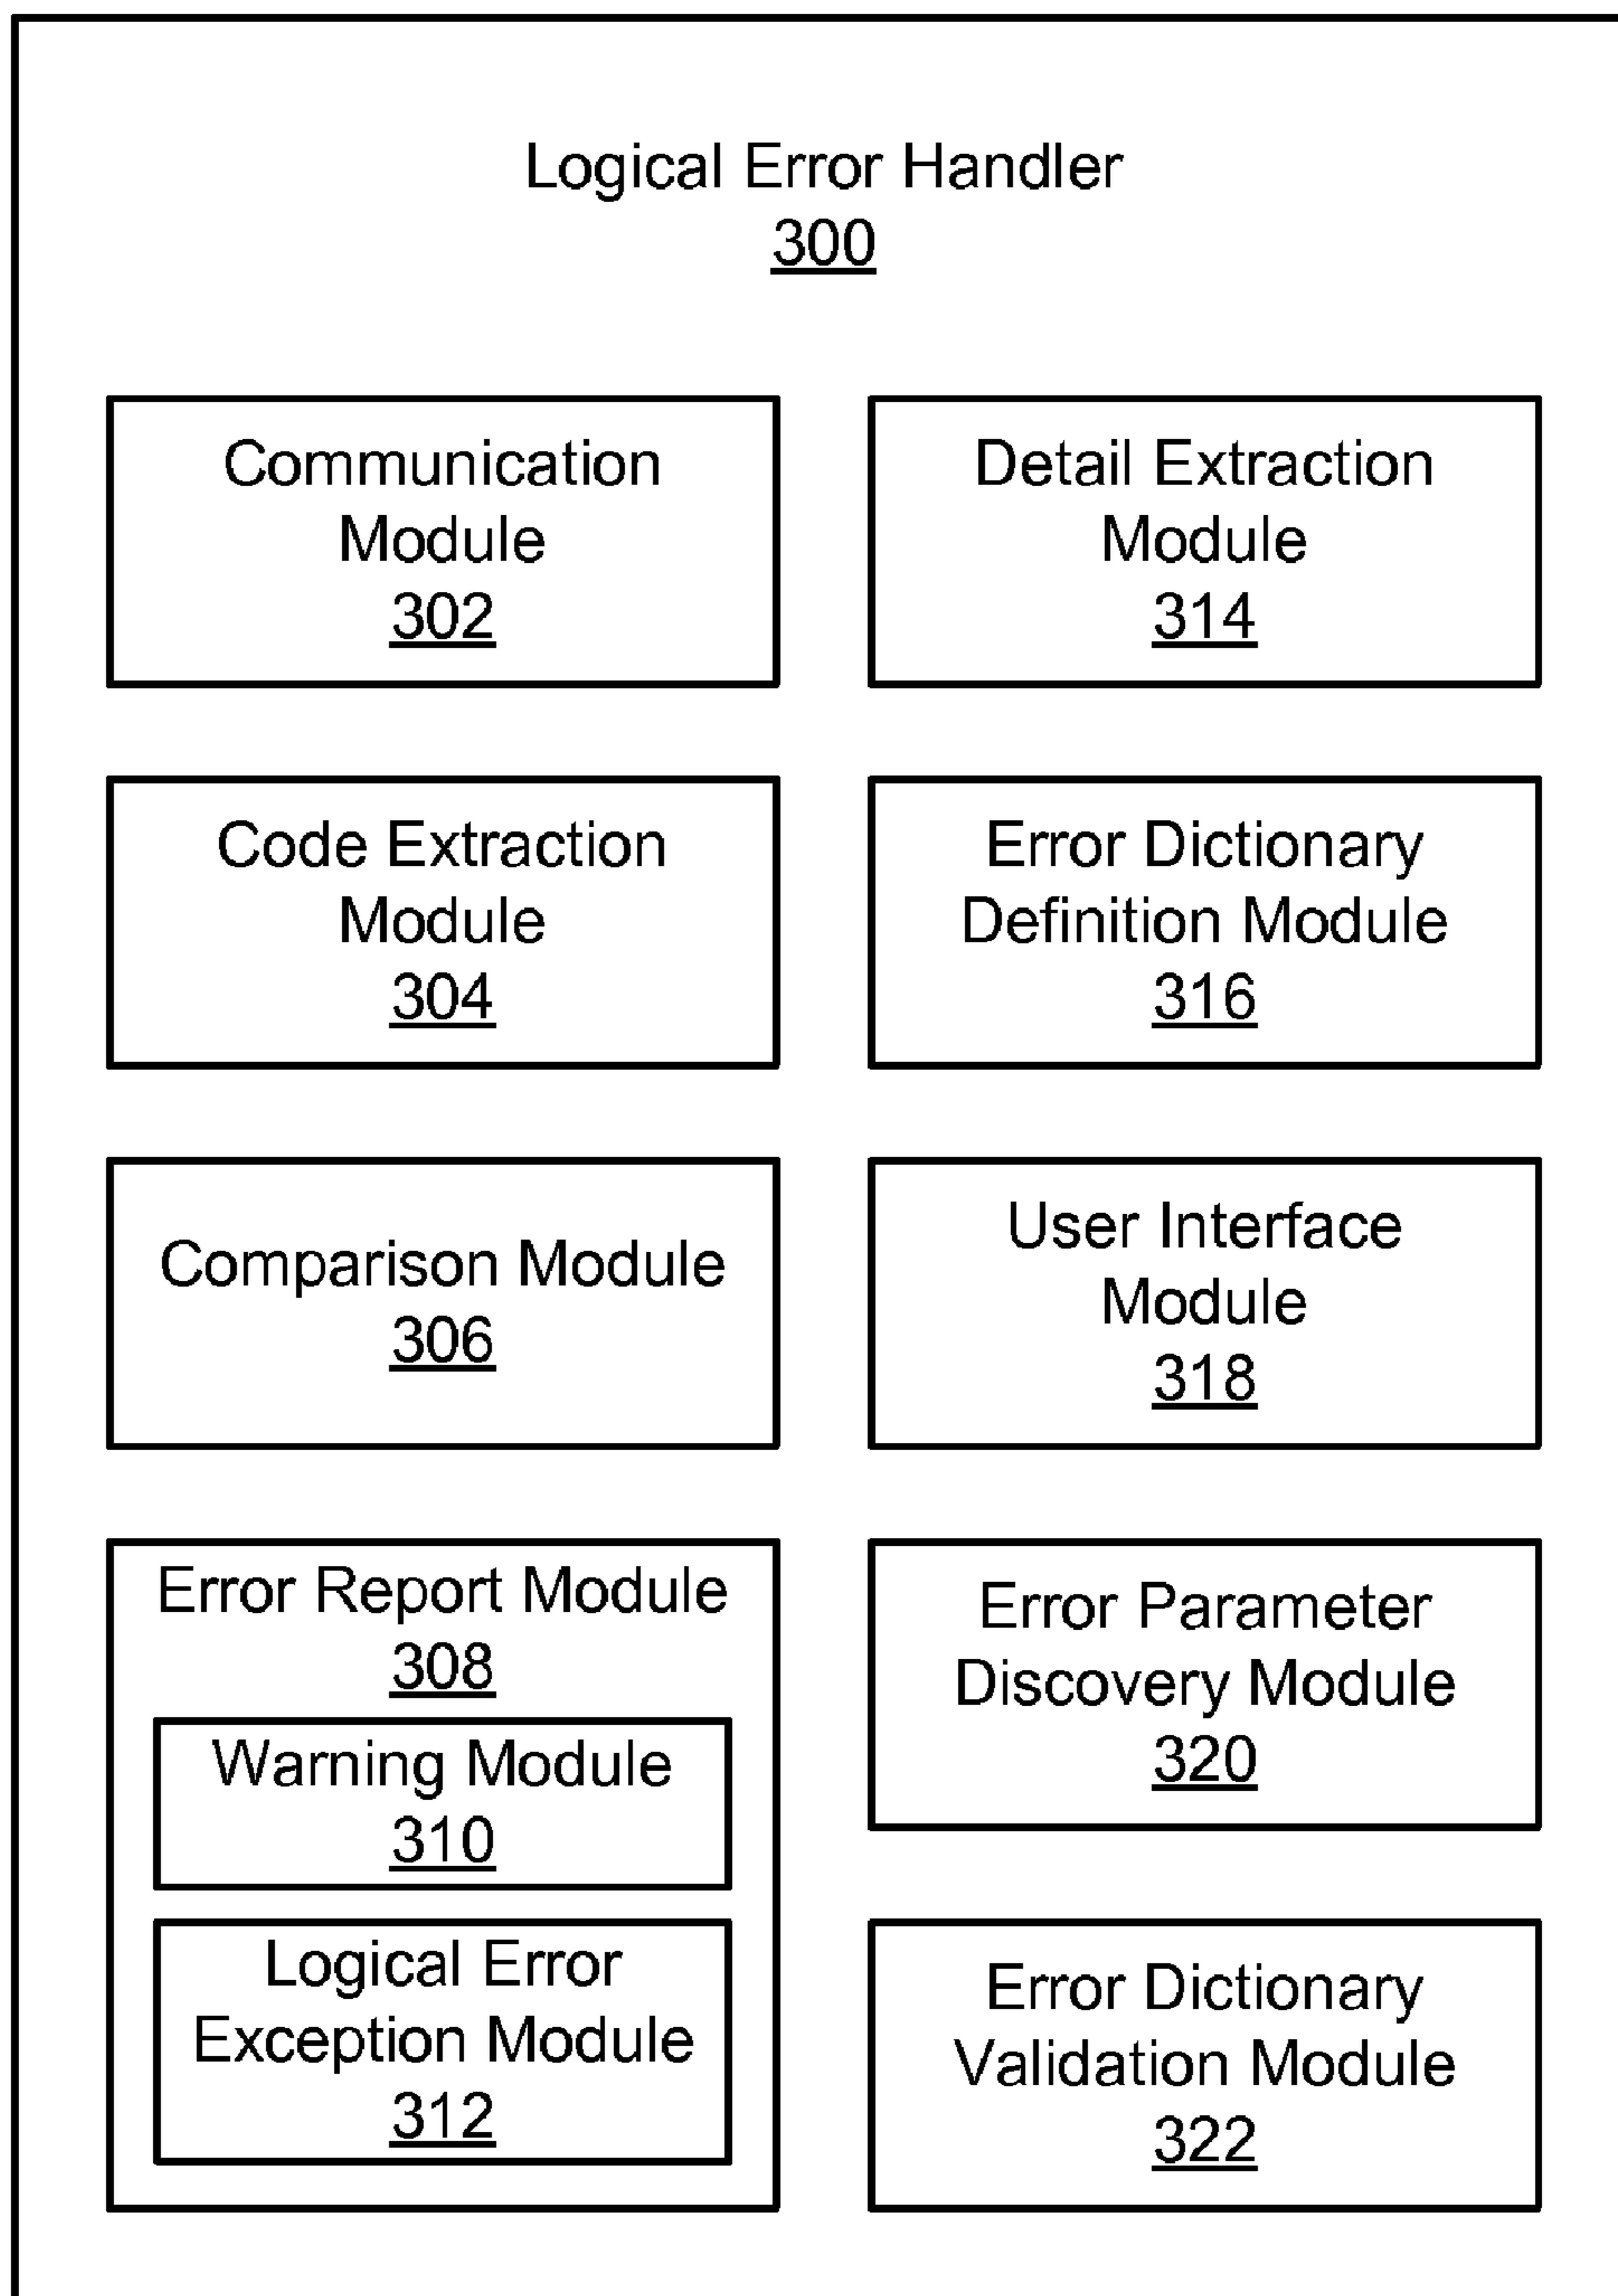 Logical Error Handler
300
Communication
Module
302
Code Extraction
Module
304
Comparison Module
306
Error Report Module
308
Warning Module
310
Logical Error
Exception Module
312
Detail Extraction
Module
314
Error Dictionary
Definition Module
316
User Interface
Module
318
Error Parameter
Discovery Module
320
Error Dictionary
Validation Module
322